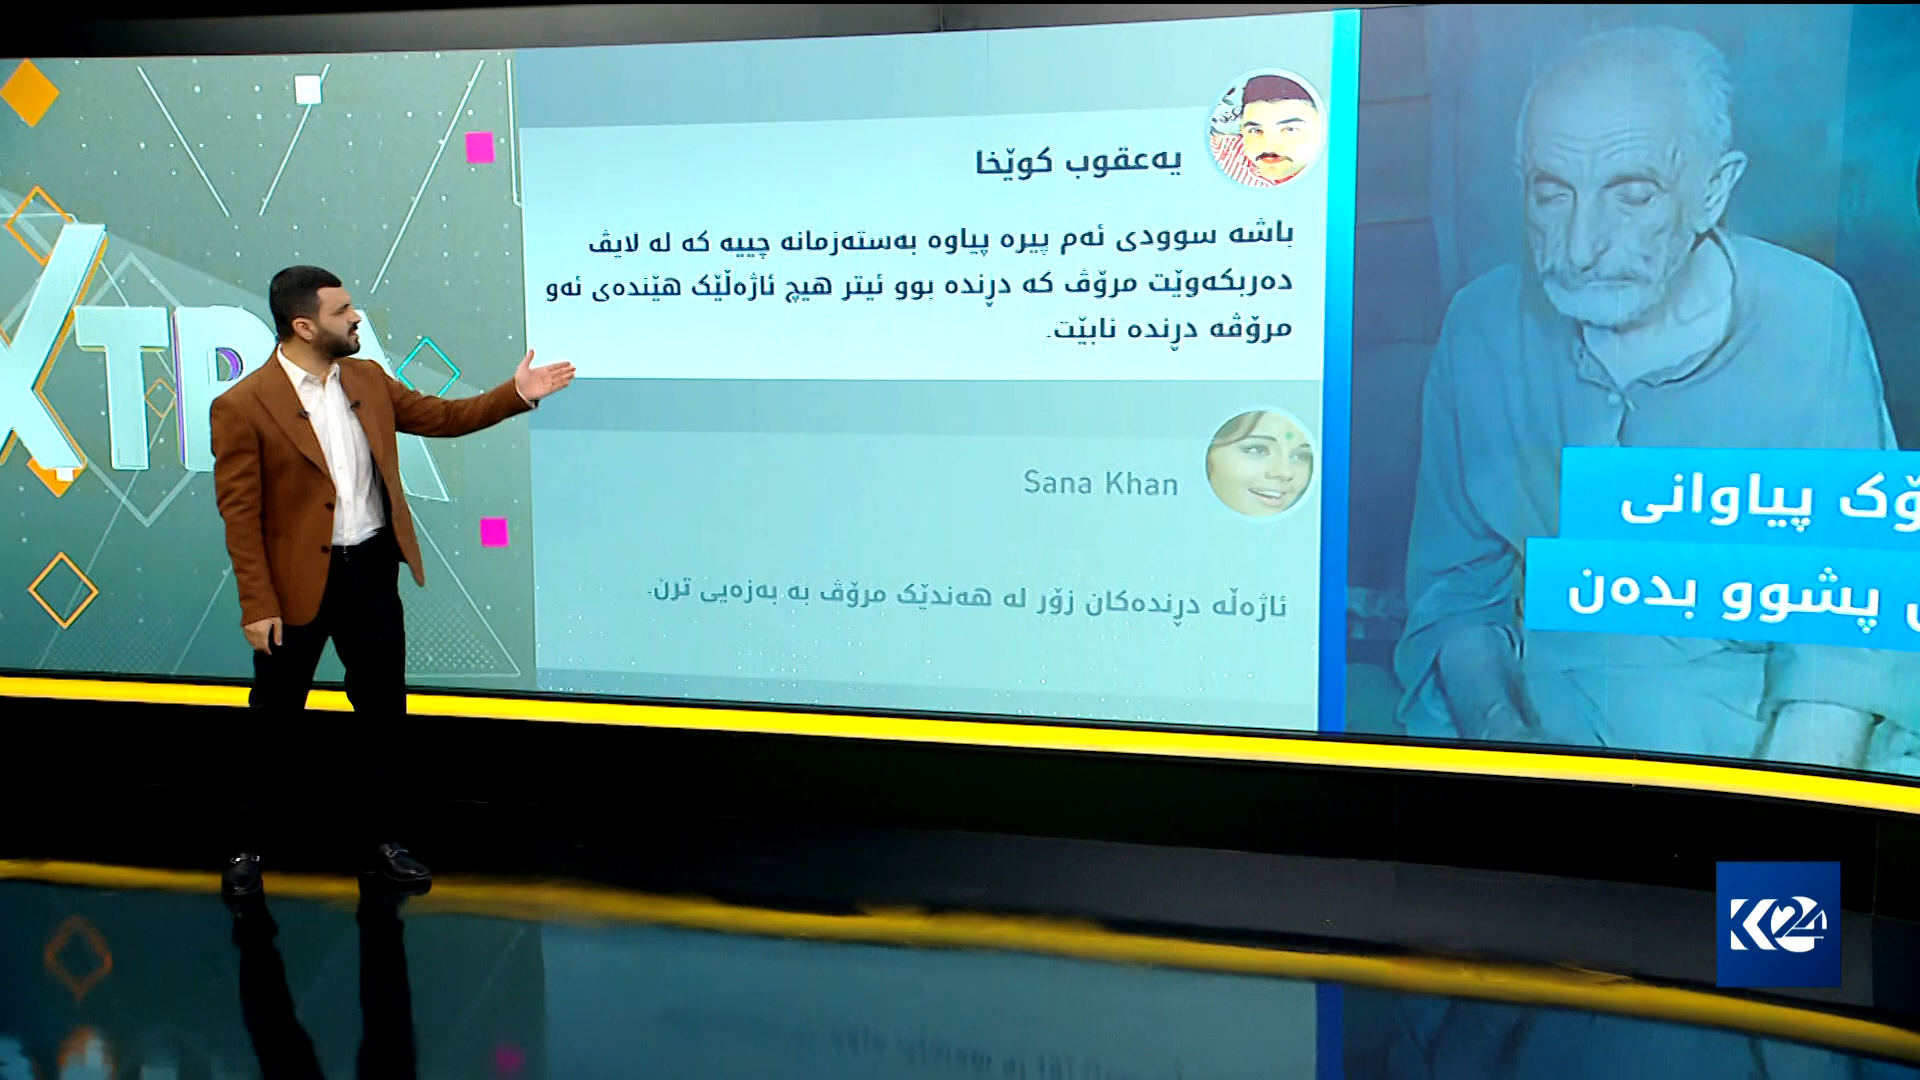 XTRA
یەعقوب کوێخا
باشە سوودی ئەم پیرە پیاوە بەستەزمانە چییە کە لە لایڤ
دەربکەوێت مرۆڤ کە دڕندە بوو ئیتر هیچ ئاژەڵێک هێندەی ئەو
مرۆڤە دڕندە نابێت.
Sana Khan
ئاژەڵە دڕندەکان زۆر لە هەندێک مرۆڤ بە بەزەیی ترن.
پیاوانی
پشوو بدەن
K24